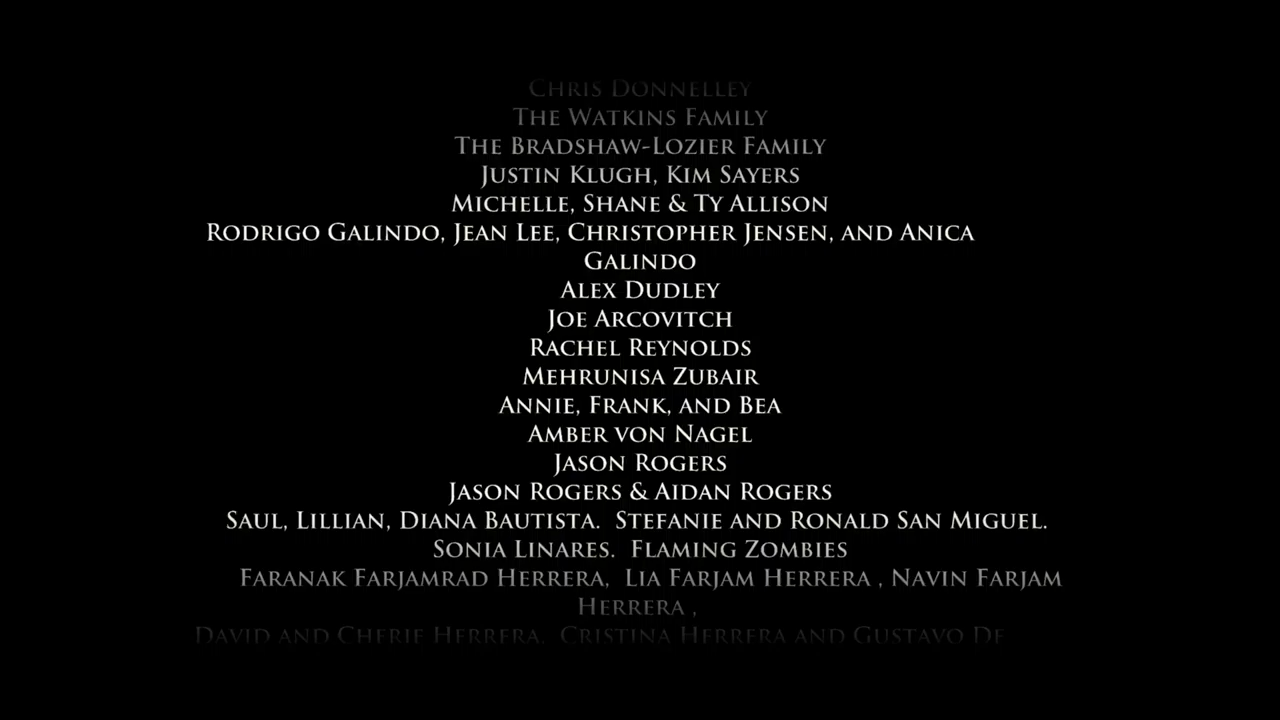 Chris Donnelley
The Watkins Family
The Bradshaw-Lozier Family
Justin Klugh, Kim Sayers
Michelle, Shane & Ty Allison
Rodrigo Galindo, Jean Lee, Christopher Jensen, and Anica
Galindo
Alex Dudley
Joe Arcovitch
Rachel Reynolds
Mehrunisa Zubair
Annie, Frank, and Bea
Amber von Nagel
Jason Rogers
Jason Rogers & Aidan Rogers
Saul, Lillian, Diana Bautista.  Stefanie and Ronald San Miguel.
Sonia Linares.  Flaming Zombies
Faranak Farjamrad Herrera,  Lia Farjam Herrera , Navin Farjam
Herrera ,
David and Cherie Herrera.  Cristina Herrera and Gustavo De